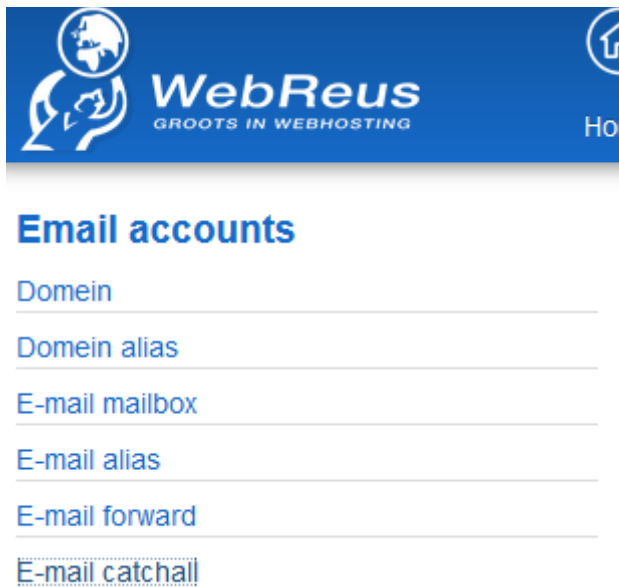 WebReus
GROOTS IN WEBHOSTING
Ho
Email accounts
Domein
Domein alias
E-mail mailbox
E-mail alias
E-mail forward
E-mail catchall